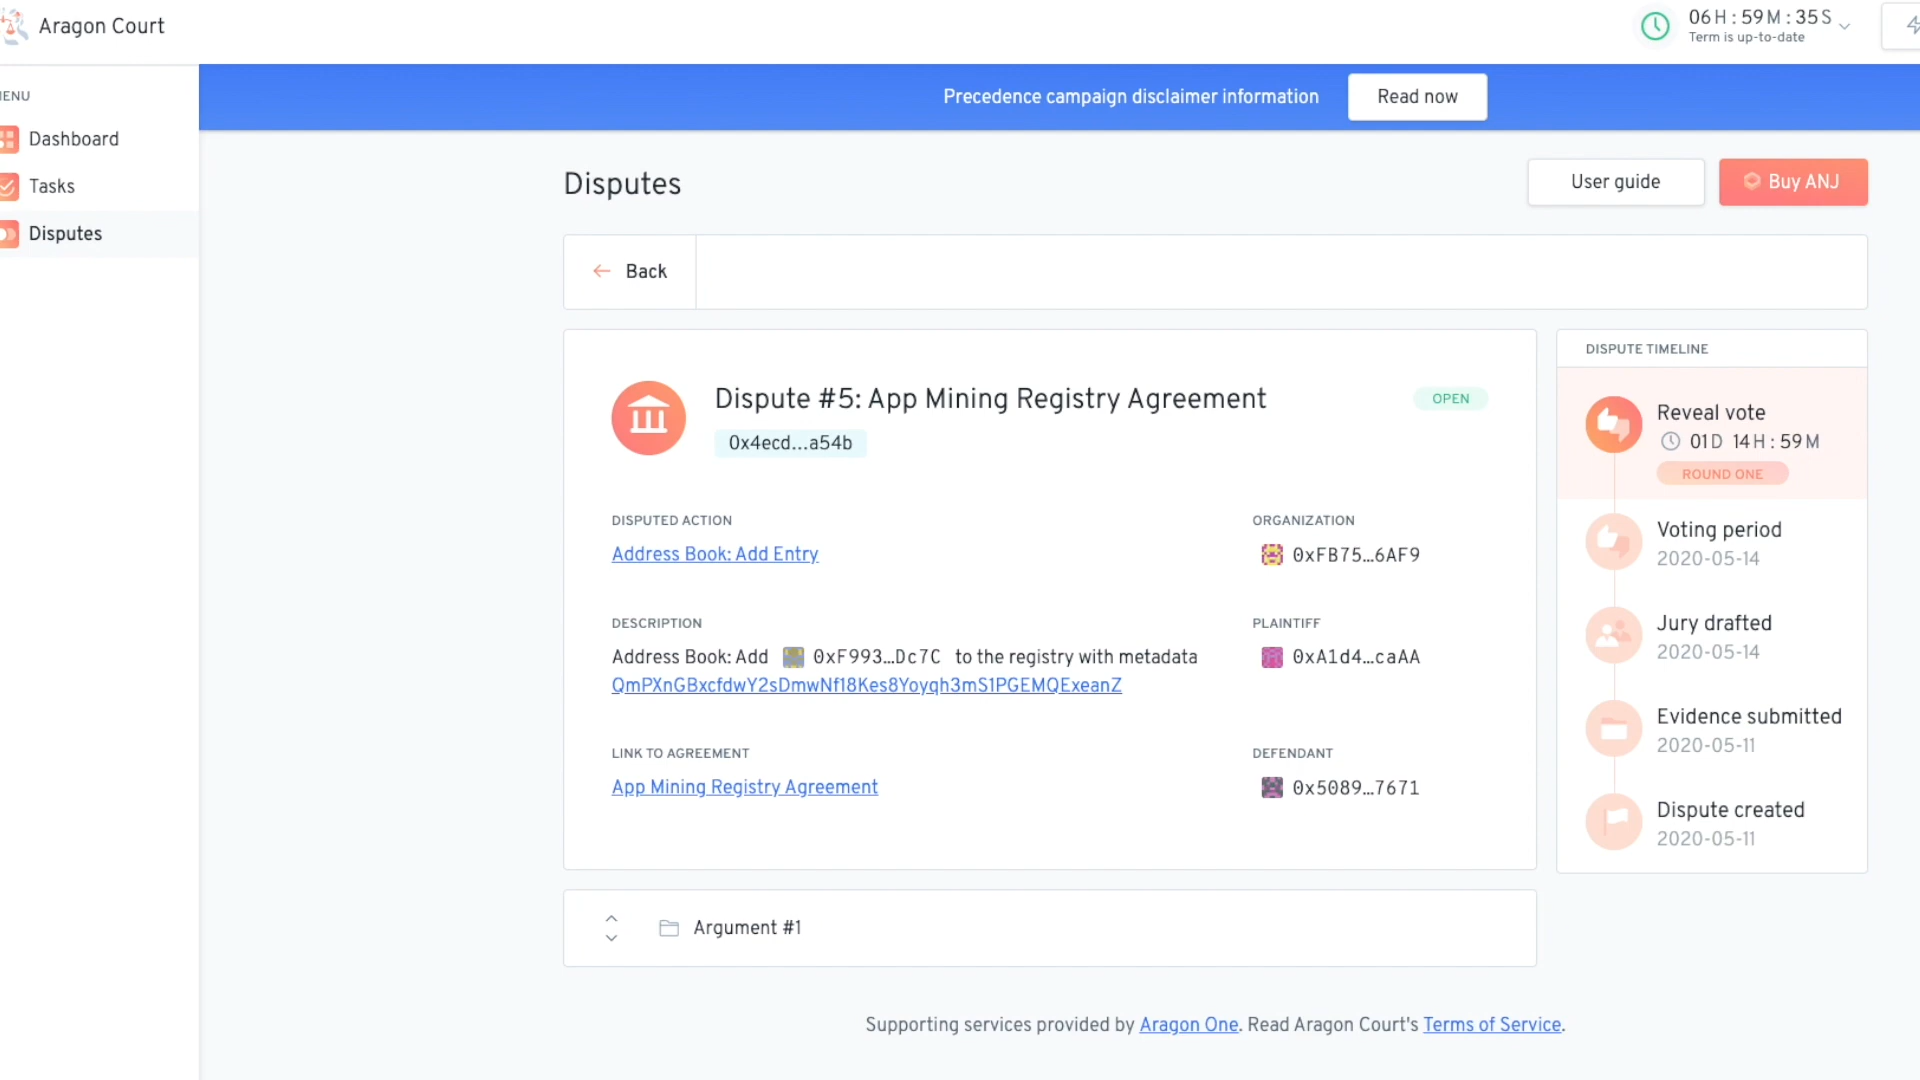 Aragon Court
06H : 59M : 35S
Term is up-to-date
ENU
Precedence campaign disclaimer information
Read now
Dashboard
Tasks
Disputes
Disputes
User guide
Buy ANJ
Back
Dispute #5: App Mining Registry Agreement
OPEN
0x4ecd...a54b
DISPUTED ACTION
Address Book: Add Entry
ORGANIZATION
0xFB75…6AF9
DESCRIPTION
Address Book: Add 0xF993…Dc7C to the registry with metadata
QmPXnGBxcfdwY2sDmwNf18Kes8Yoyqh3mS1PGEMQExeanZ
PLAINTIFF
0xA1d4…caAA
LINK TO AGREEMENT
App Mining Registry Agreement
DEFENDANT
0x5089…7671
DISPUTE TIMELINE
Reveal vote
01D 14H : 59M
ROUND ONE
Voting period
2020-05-14
Jury drafted
2020-05-14
Evidence submitted
2020-05-11
Dispute created
2020-05-11
Argument #1
Supporting services provided by Aragon One. Read Aragon Court's Terms of Service.